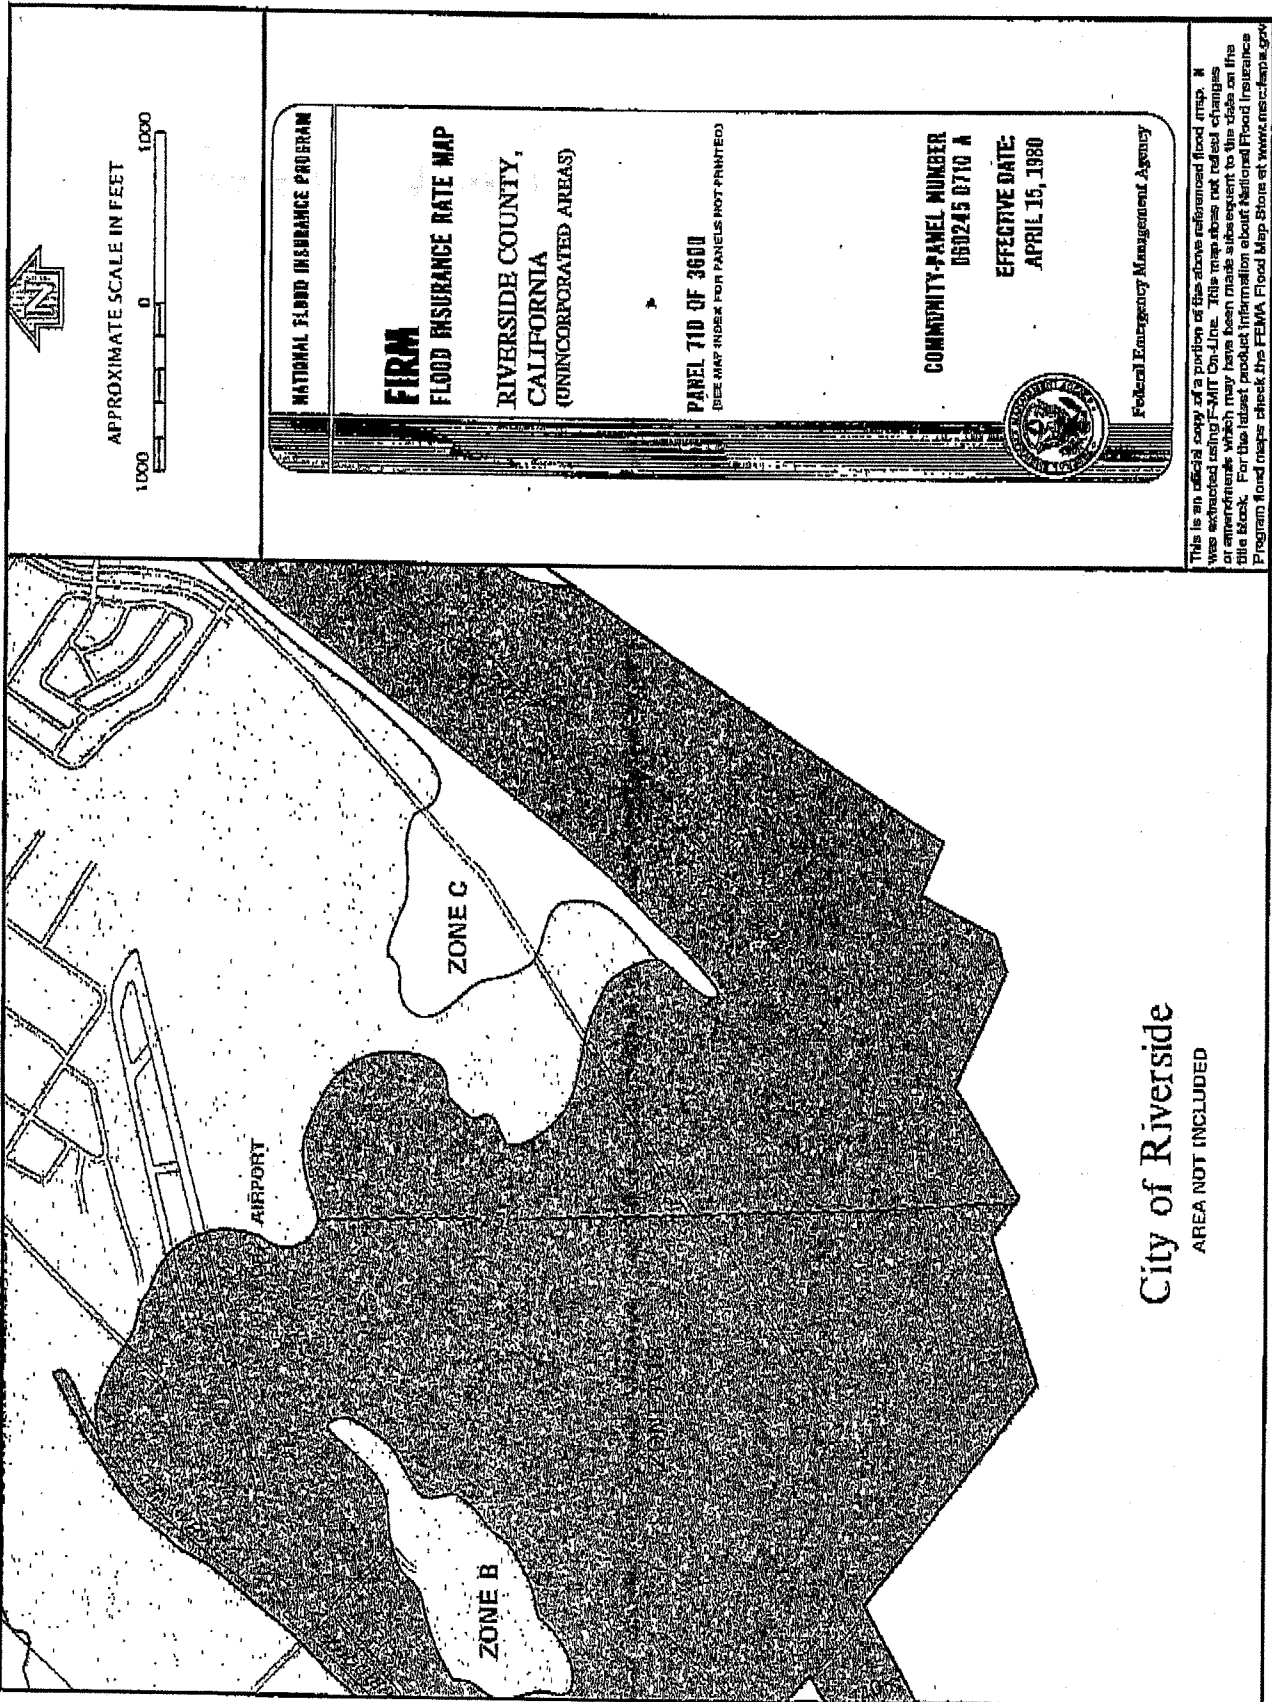 APPROXIMATE SCALE IN FEET
1000 0 1000
NATIONAL FLOOD INSURANCE PROGRAM
FIRM
FLOOD INSURANCE RATE MAP
RIVERSIDE COUNTY,
CALIFORNIA
(UNINCORPORATED AREAS)
PANEL 710 OF 3600
(SEE MAP INDEX FOR PANELS NOT PRINTED)
COMMUNITY-PANEL NUMBER
060245 0710 A
EFFECTIVE DATE:
APRIL 15, 1980
Federal Emergency Management Agency
This is an official copy of a portion of the above referenced flood map. It
was extracted using F-MIT On-Line. This map does not reflect changes
or amendments which may have been made subsequent to the date on the
title block. For the latest product information about National Flood Insurance
Program flood maps check the FEMA Flood Map Store at www.msc.fema.gov
N
AIRPORT
ZONE C
ZONE B
City of Riverside
AREA NOT INCLUDED